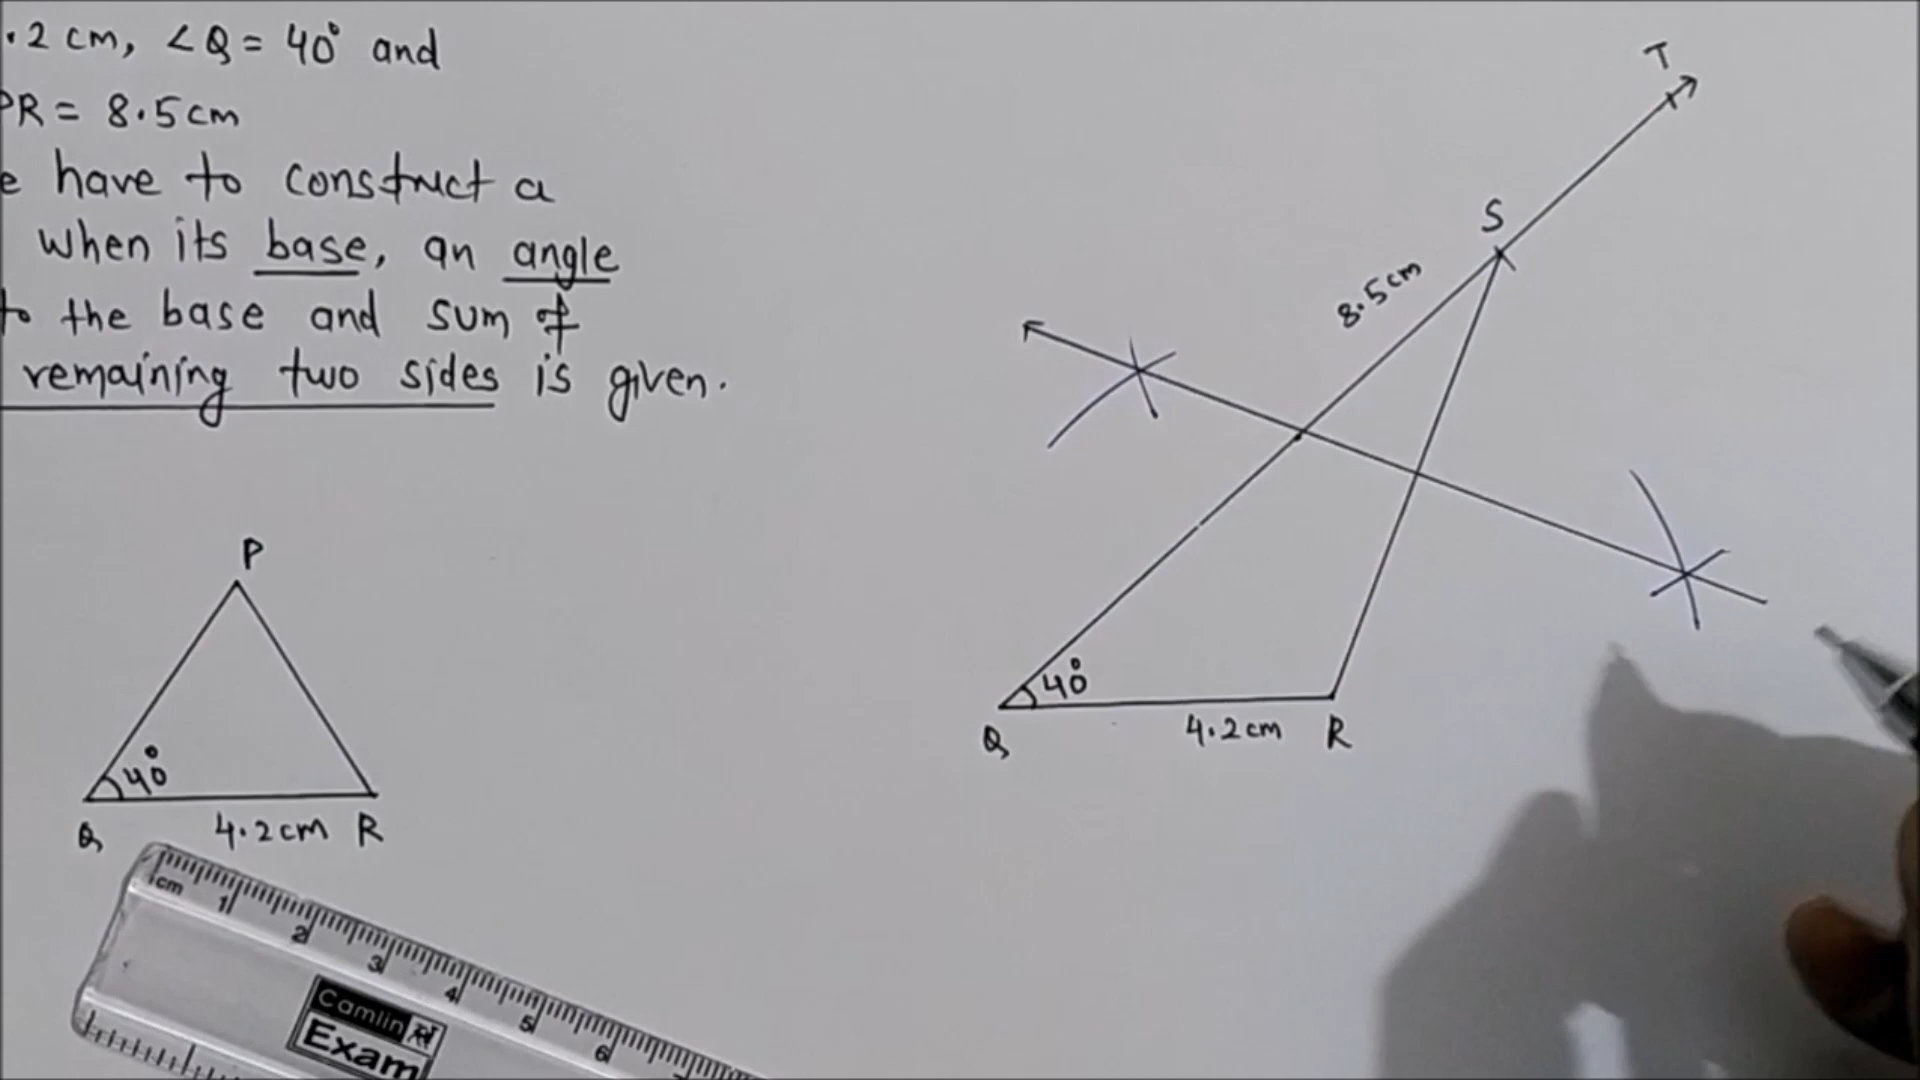 .2 cm, ∠Q = 40° and
PR = 8.5 cm
e have to construct a
when its base, an angle
to the base and sum of
remaining two sides is given.
P
40°
Q 4.2cm R
T
S
8.5cm
40°
Q 4.2cm R
cm 1 2 3 4 5 6
Camlin
Exam